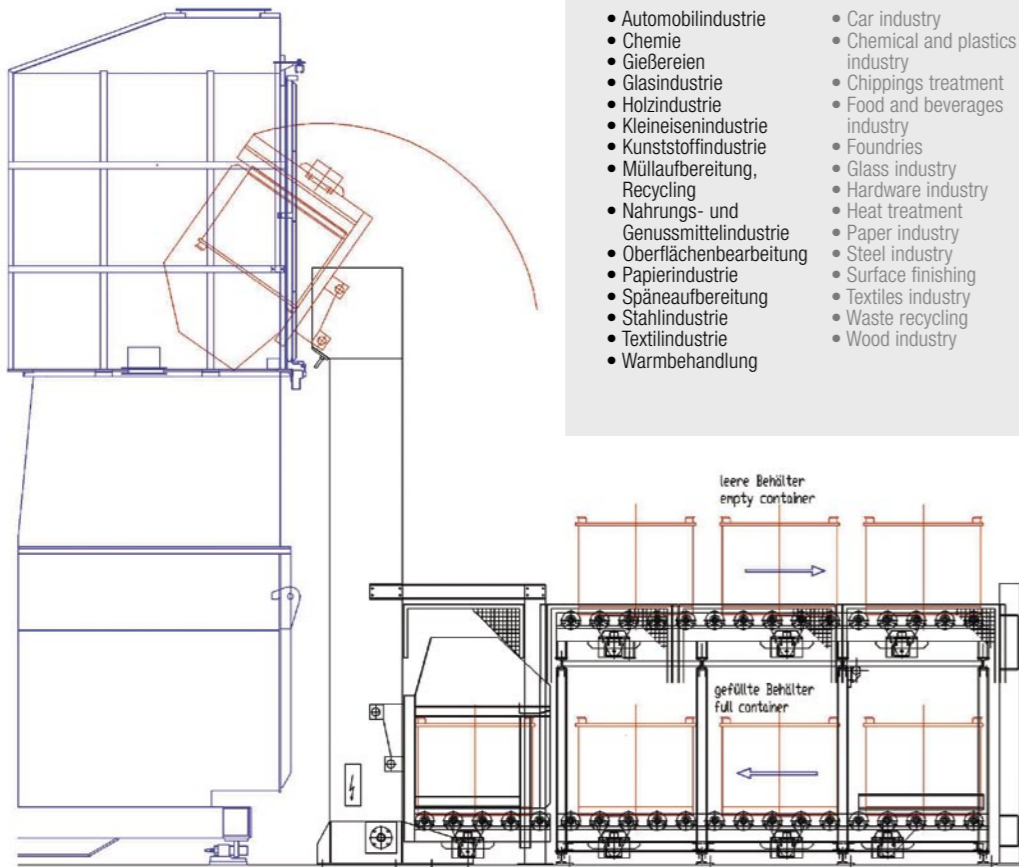 • Automobilindustrie
• Chemie
• Gießereien
• Glasindustrie
• Holzindustrie
• Kleineisenindustrie
• Kunststoffindustrie
• Müllaufbereitung,
Recycling
• Nahrungs- und
Genussmittelindustrie
• Oberflächenbearbeitung
• Papierindustrie
• Späneaufbereitung
• Stahlindustrie
• Textilindustrie
• Warmbehandlung
• Car industry
• Chemical and plastics
industry
• Chippings treatment
• Food and beverages
industry
• Foundries
• Glass industry
• Hardware industry
• Heat treatment
• Paper industry
• Steel industry
• Surface finishing
• Textiles industry
• Waste recycling
• Wood industry
leere Behälter
empty container
gefüllte Behälter
full container